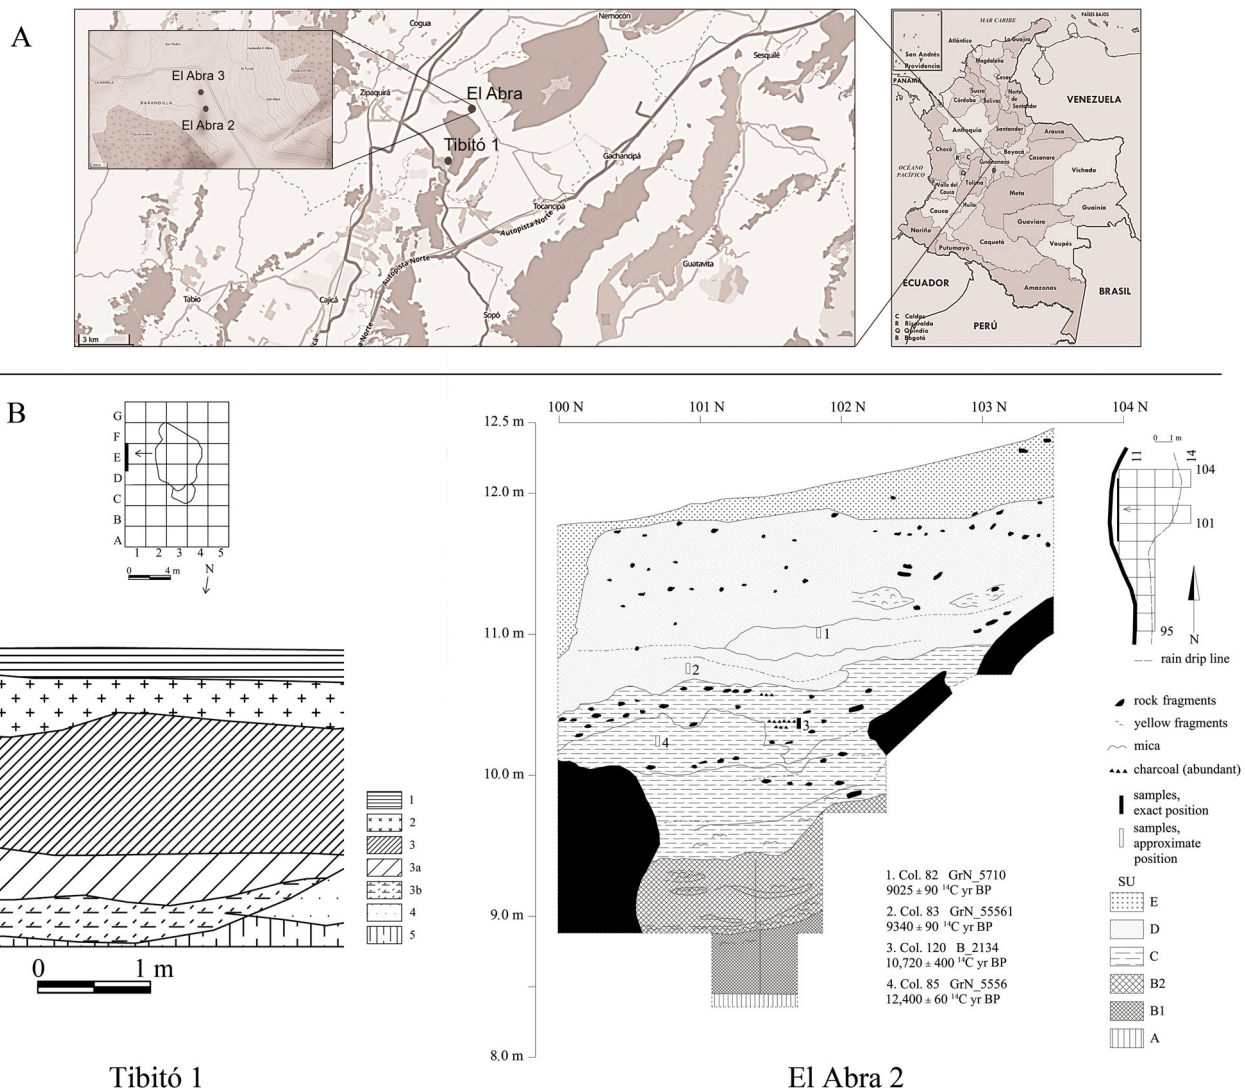 A
El Abra 3
BARANDILLA
El Abra 2
Cogua
Nemocón
Sesquilé
Zipaquirá
El Abra
Tibitó 1
Gachancipá
Tocancipá
Autopista Norte
Autopista Norte
Guatavita
Tabio
Cajicá
Sopó
3 km
MAR CARIBE
PAÍSES BAJOS
San Andrés
y
Providencia
Atlántico
La Guajira
Magdalena
PANAMÁ
Cesar
Sucre
Norte
de
Santander
Córdoba
Bolívar
VENEZUELA
Antioquia
Santander
Arauca
Chocó
Boyacá
R C
Cundinamarca
Casanare
OCÉANO
PACÍFICO
Q
B
Vichada
Valle del
Cauca
Tolima
Meta
Huila
Guainía
Cauca
Guaviare
Nariño
Vaupés
Putumayo
Caquetá
ECUADOR
Amazonas
BRASIL
C Caldas
R Risaralda
Q Quindío
B Bogotá
PERÚ
B
G
F
E
D
C
B
A
1 2 3 4 5
0 4 m
N
1
2
3
3a
3b
4
5
0 1 m
Tibitó 1
100 N 101 N 102 N 103 N 104 N
12.5 m
12.0 m
11.0 m
10.0 m
9.0 m
8.0 m
1
2
3
4
0 1 m
11 14
104
101
95
N
rain drip line
rock fragments
yellow fragments
mica
charcoal (abundant)
samples,
exact position
samples,
approximate
position
SU
E
D
C
B2
B1
A
1. Col. 82 GrN_5710
9025 ± 90 ¹⁴C yr BP
2. Col. 83 GrN_55561
9340 ± 90 ¹⁴C yr BP
3. Col. 120 B_2134
10,720 ± 400 ¹⁴C yr BP
4. Col. 85 GrN_5556
12,400 ± 60 ¹⁴C yr BP
El Abra 2